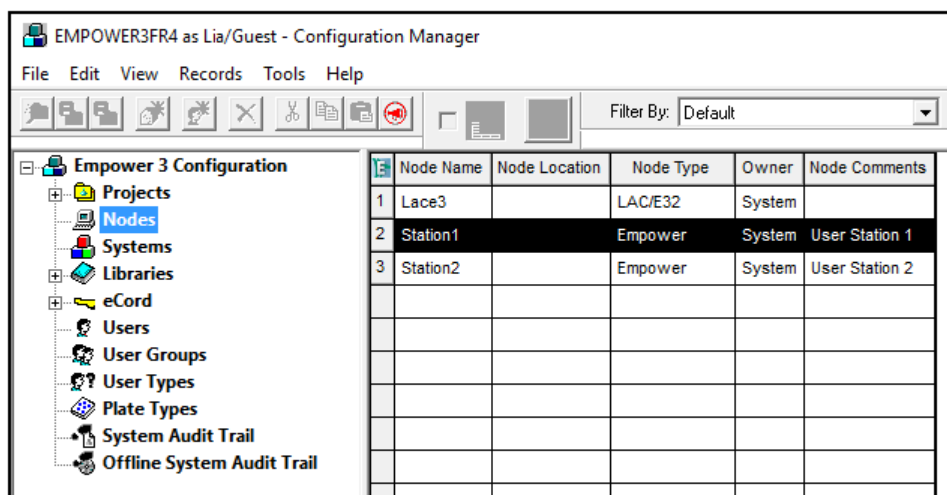 EMPOWER3FR4 as Lia/Guest - Configuration Manager
File Edit View Records Tools Help
Filter By: Default
Empower 3 Configuration
Projects
Nodes
Systems
Libraries
eCord
Users
User Groups
User Types
Plate Types
System Audit Trail
Offline System Audit Trail
Node Name Node Location Node Type Owner Node Comments
1 Lace3 LAC/E32 System
2 Station1 Empower System User Station 1
3 Station2 Empower System User Station 2